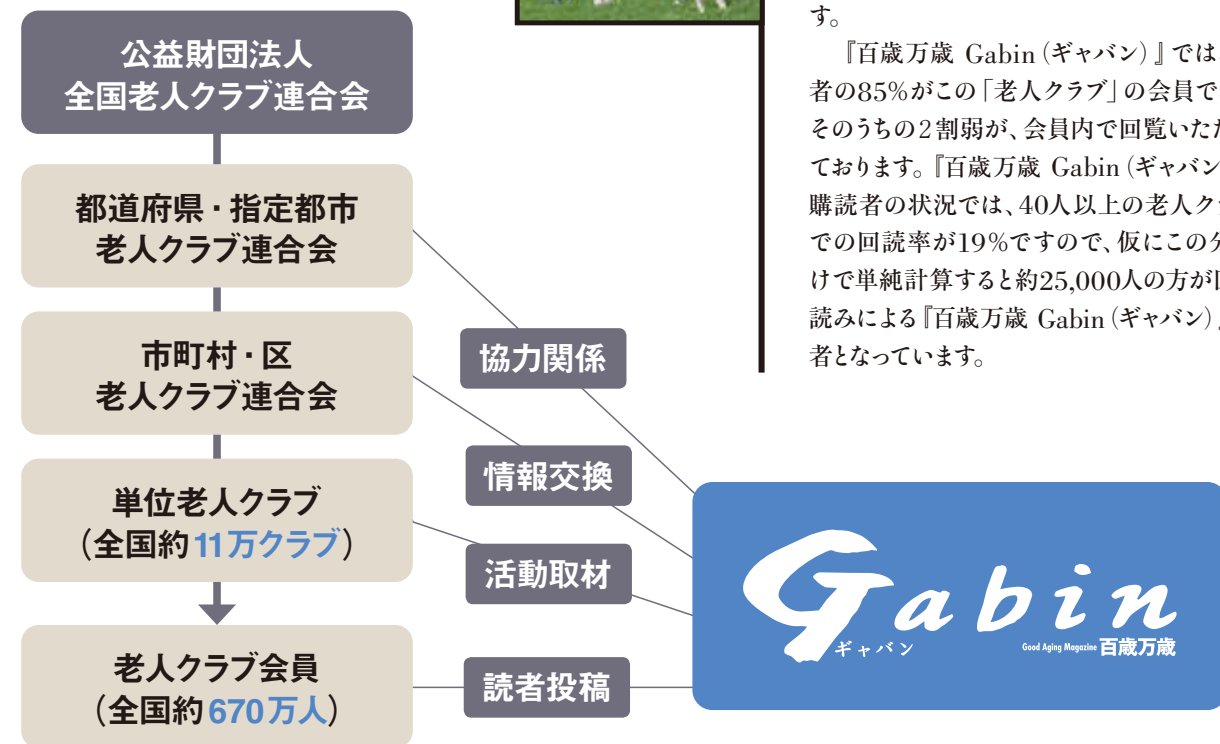 公益財団法人
全国老人クラブ連合会
都道府県・指定都市
老人クラブ連合会
市町村・区
老人クラブ連合会
単位老人クラブ
（全国約11万クラブ）
老人クラブ会員
（全国約670万人）
協力関係
情報交換
活動取材
読者投稿
Gabin
ギャバン
Good Aging Magazine 百歳万歳
す。
『百歳万歳 Gabin（ギャバン）』では
者の85％がこの「老人クラブ」の会員で
そのうちの2割弱が、会員内で回覧いただ
ております。『百歳万歳 Gabin（ギャバン
購読者の状況では、40人以上の老人ク
での回読率が19％ですので、仮にこの分
けで単純計算すると約25,000人の方が
読みによる『百歳万歳 Gabin（ギャバン）』
者となっています。